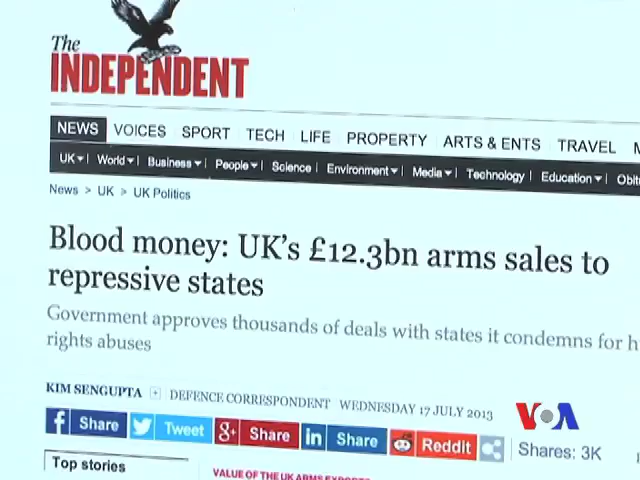 The
INDEPENDENT
NEWS VOICES SPORT TECH LIFE PROPERTY ARTS & ENTS TRAVEL
UK World Business People Science Environment Media Technology Education
News > UK > UK Politics
Blood money: UK's £12.3bn arms sales to
repressive states
Government approves thousands of deals with states it condemns for
rights abuses
KIM SENGUPTA DEFENCE CORRESPONDENT WEDNESDAY 17 JULY 2013
f Share Tweet g+ Share in Share Reddit Shares: 3K
VOA
Top stories
VALUE OF THE UK ARMS EXPORTS